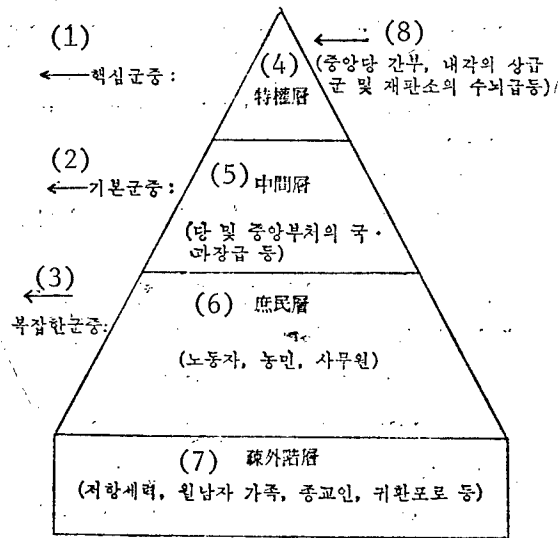 (1)
핵심군중:
(8)
(중앙당 간부, 내각의 상급
군 및 재판소의 수뇌급등)
(4)
特權層
(2)
기본군중:
(5) 中間層
(당 및 중앙부처의 국·
과장급 등)
(3)
복잡한군중:
(6) 庶民層
(노동자, 농민, 사무원)
(7) 疎外階層
(저항세력, 월남자 가족, 종교인, 귀환포로 등)